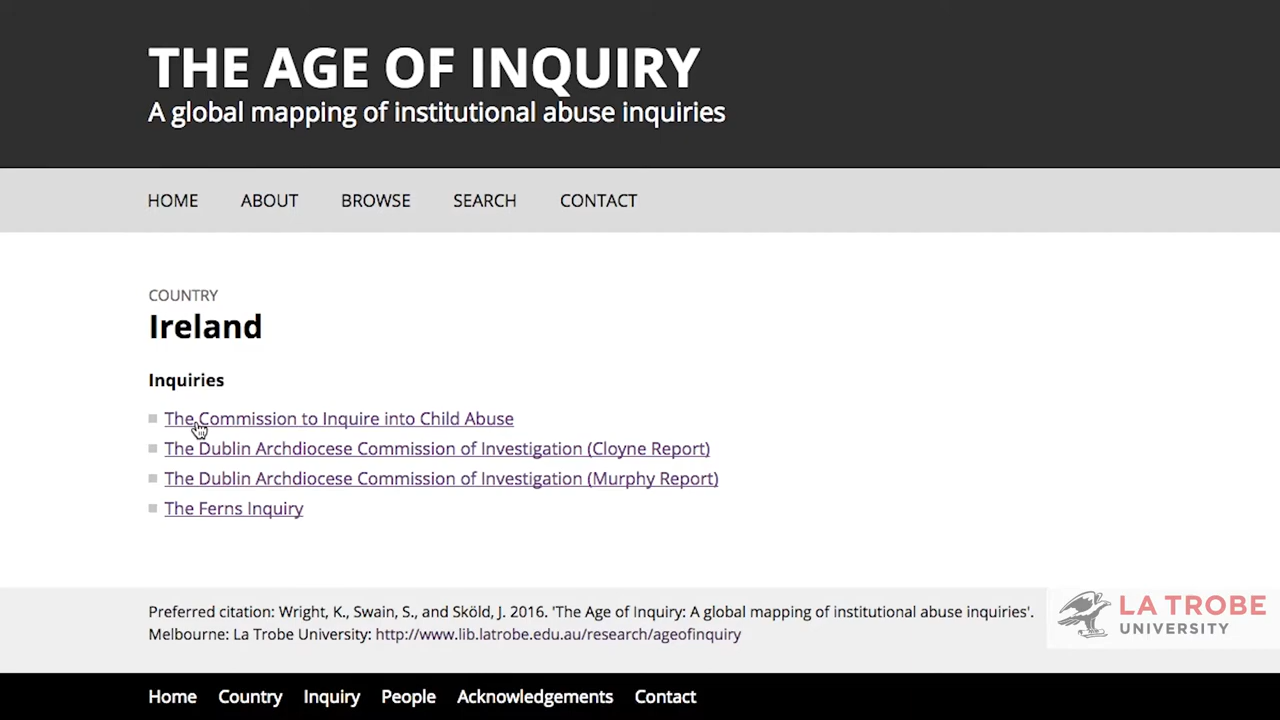 THE AGE OF INQUIRY
A global mapping of institutional abuse inquiries
HOME ABOUT BROWSE SEARCH CONTACT
COUNTRY
Ireland
Inquiries
The Commission to Inquire into Child Abuse
The Dublin Archdiocese Commission of Investigation (Cloyne Report)
The Dublin Archdiocese Commission of Investigation (Murphy Report)
The Ferns Inquiry
Preferred citation: Wright, K., Swain, S., and Sköld, J. 2016. 'The Age of Inquiry: A global mapping of institutional abuse inquiries'.
Melbourne: La Trobe University: http://www.lib.latrobe.edu.au/research/ageofinquiry
LA TROBE
UNIVERSITY
Home Country Inquiry People Acknowledgements Contact